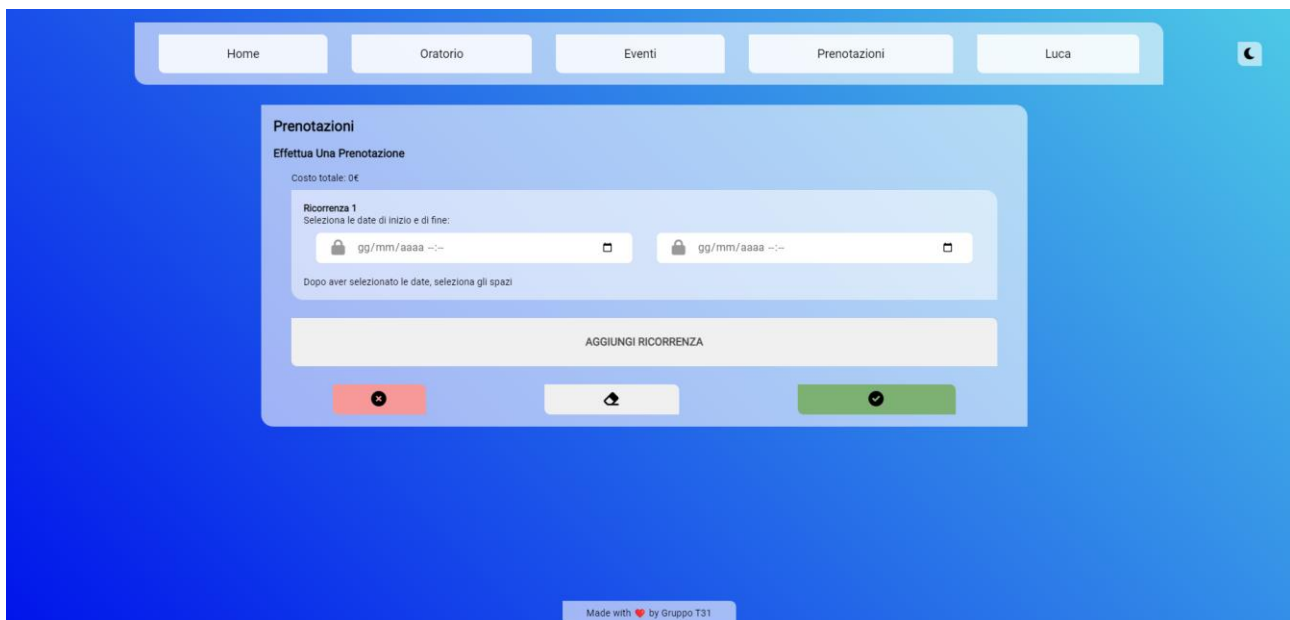 Home
Oratorio
Eventi
Prenotazioni
Luca
Prenotazioni
Effettua Una Prenotazione
Costo totale: 0€
Ricorrenza 1
Seleziona le date di inizio e di fine:
gg/mm/aaaa --:--
gg/mm/aaaa --:--
Dopo aver selezionato le date, seleziona gli spazi
AGGIUNGI RICORRENZA
Made with ❤️ by Gruppo T31